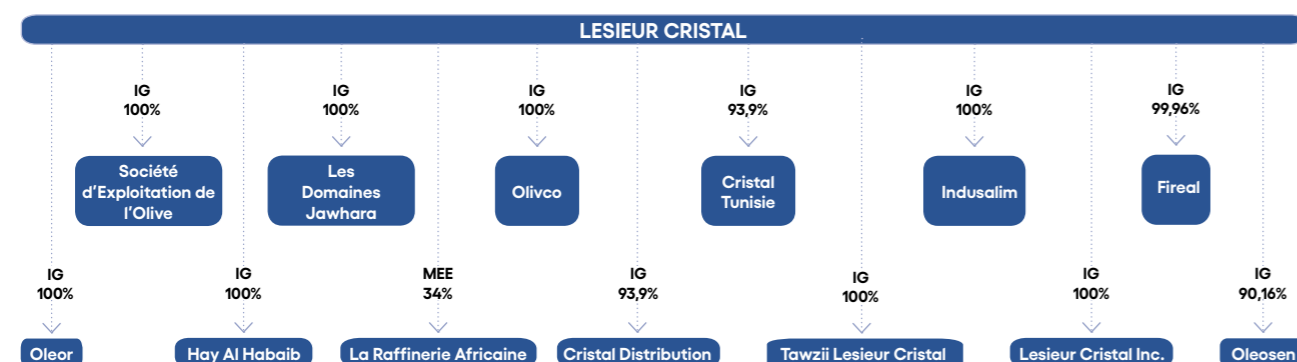 LESIEUR CRISTAL
IG
100%
IG
100%
IG
100%
IG
93,9%
IG
100%
IG
99,96%
Société
d'Exploitation de
l'Olive
Les
Domaines
Jawhara
Olivco
Cristal
Tunisie
Indusalim
Fireal
IG
100%
IG
100%
MEE
34%
IG
93,9%
IG
100%
IG
100%
IG
90,16%
Oleor
Hay Al Habaib
La Raffinerie Africaine
Cristal Distribution
Tawzii Lesieur Cristal
Lesieur Cristal Inc.
Oleosen